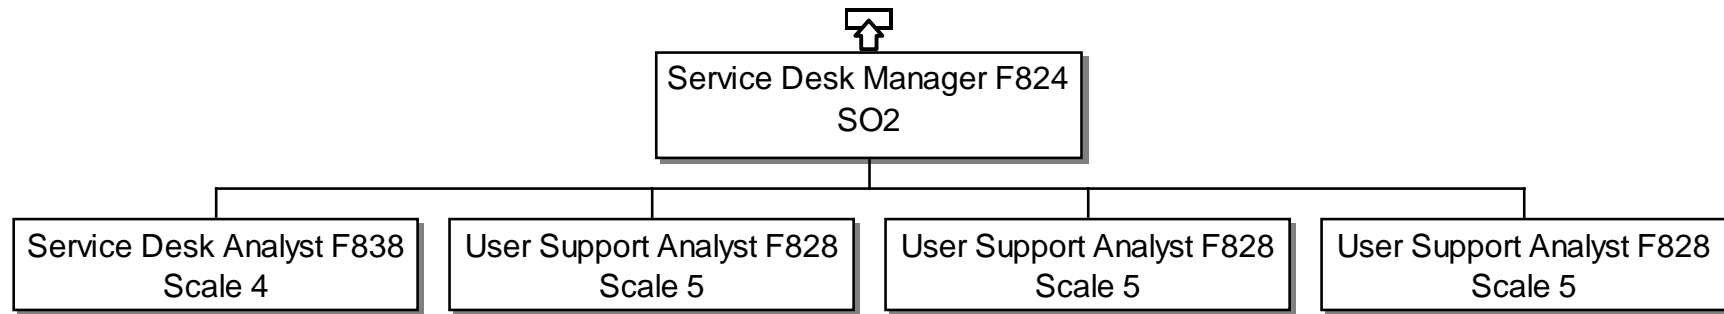 Service Desk Manager F824
SO2
Service Desk Analyst F838
Scale 4
User Support Analyst F828
Scale 5
User Support Analyst F828
Scale 5
User Support Analyst F828
Scale 5